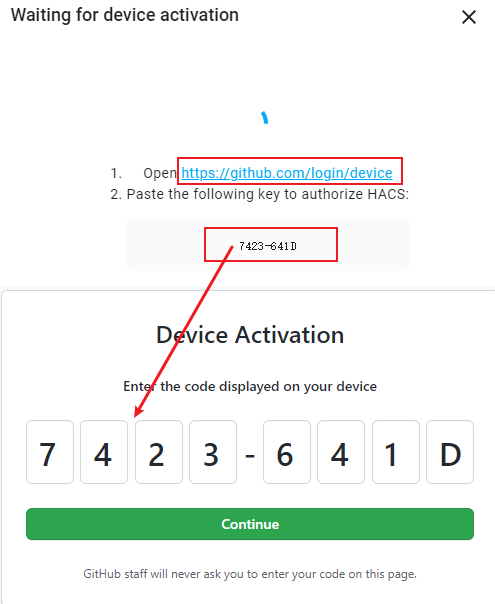 Waiting for device activation
1. Open https://github.com/login/device
2. Paste the following key to authorize HACS:
7423-641D
Device Activation
Enter the code displayed on your device
7 4 2 3 - 6 4 1 D
Continue
GitHub staff will never ask you to enter your code on this page.